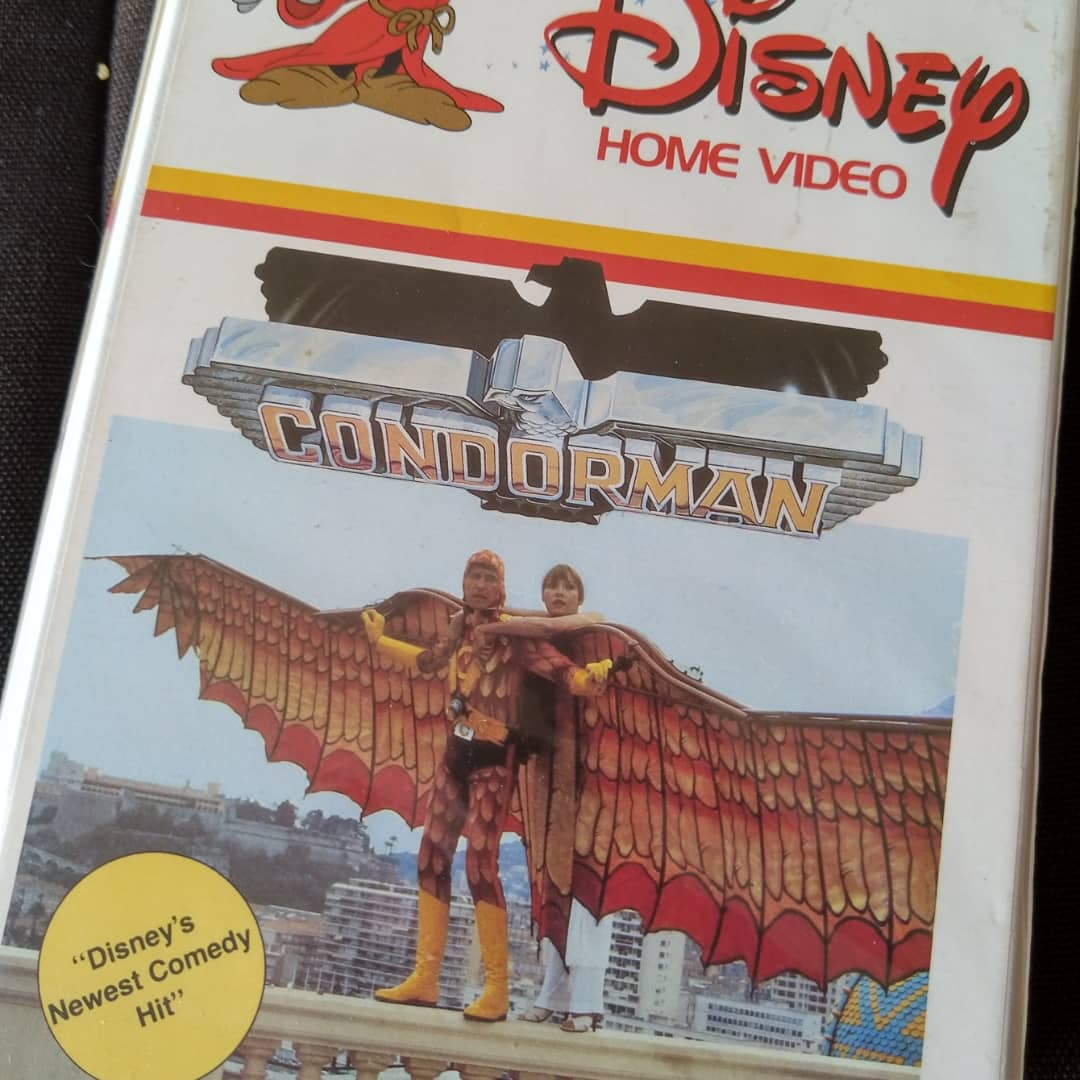 DISNEY
HOME VIDEO
CONDORMAN
“Disney’s
Newest Comedy
Hit”